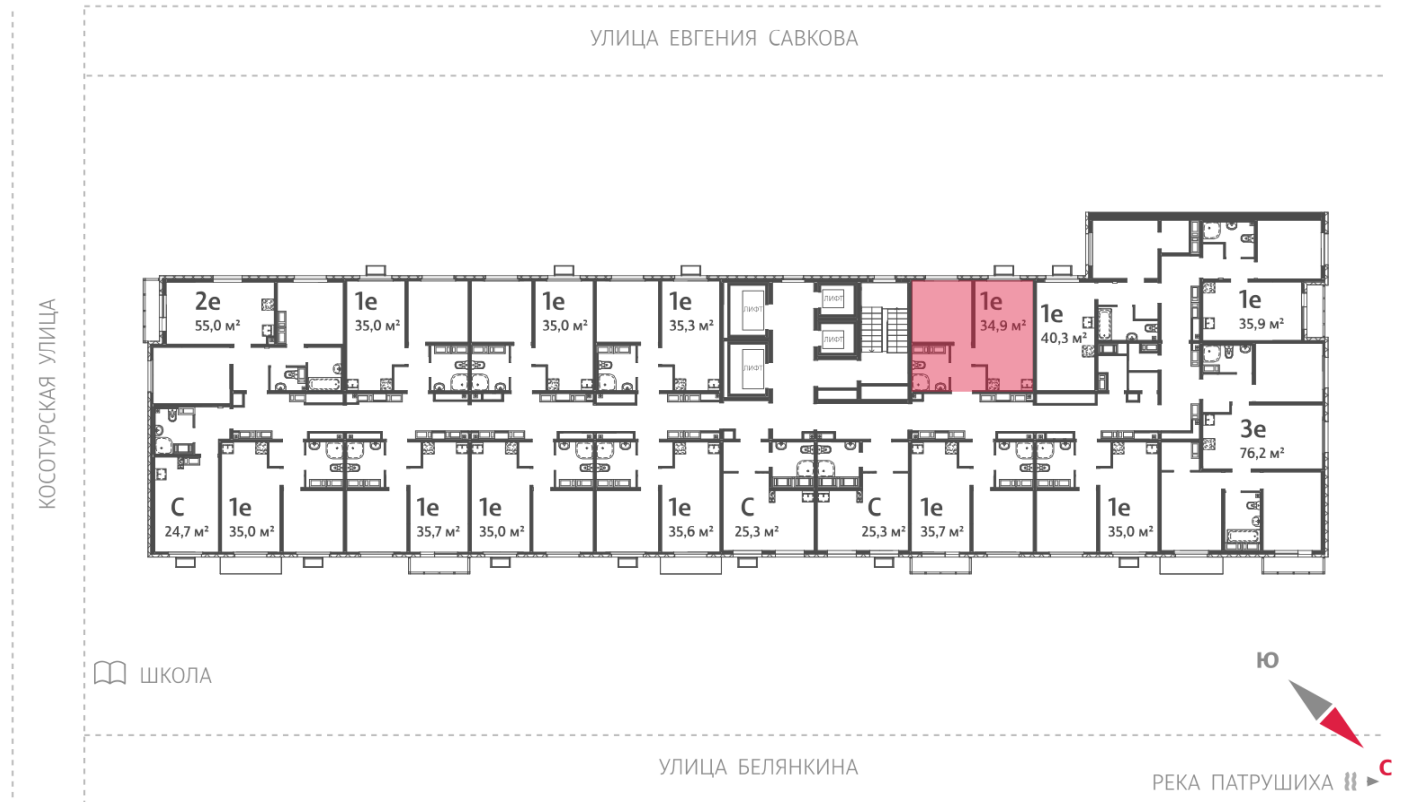 УЛИЦА ЕВГЕНИЯ САВКОВА
КОСОТУРСКАЯ УЛИЦА
2е
55,0 м²
1е
35,0 м²
1е
35,0 м²
1е
35,3 м²
ЛИФТ
ЛИФТ
ЛИФТ
ЛИФТ
1е
34,9 м²
1е
40,3 м²
1е
35,9 м²
3е
76,2 м²
С
24,7 м²
1е
35,0 м²
1е
35,7 м²
1е
35,0 м²
1е
35,6 м²
С
25,3 м²
С
25,3 м²
1е
35,7 м²
1е
35,0 м²
ШКОЛА
Ю
С
УЛИЦА БЕЛЯНКИНА
РЕКА ПАТРУШИХА